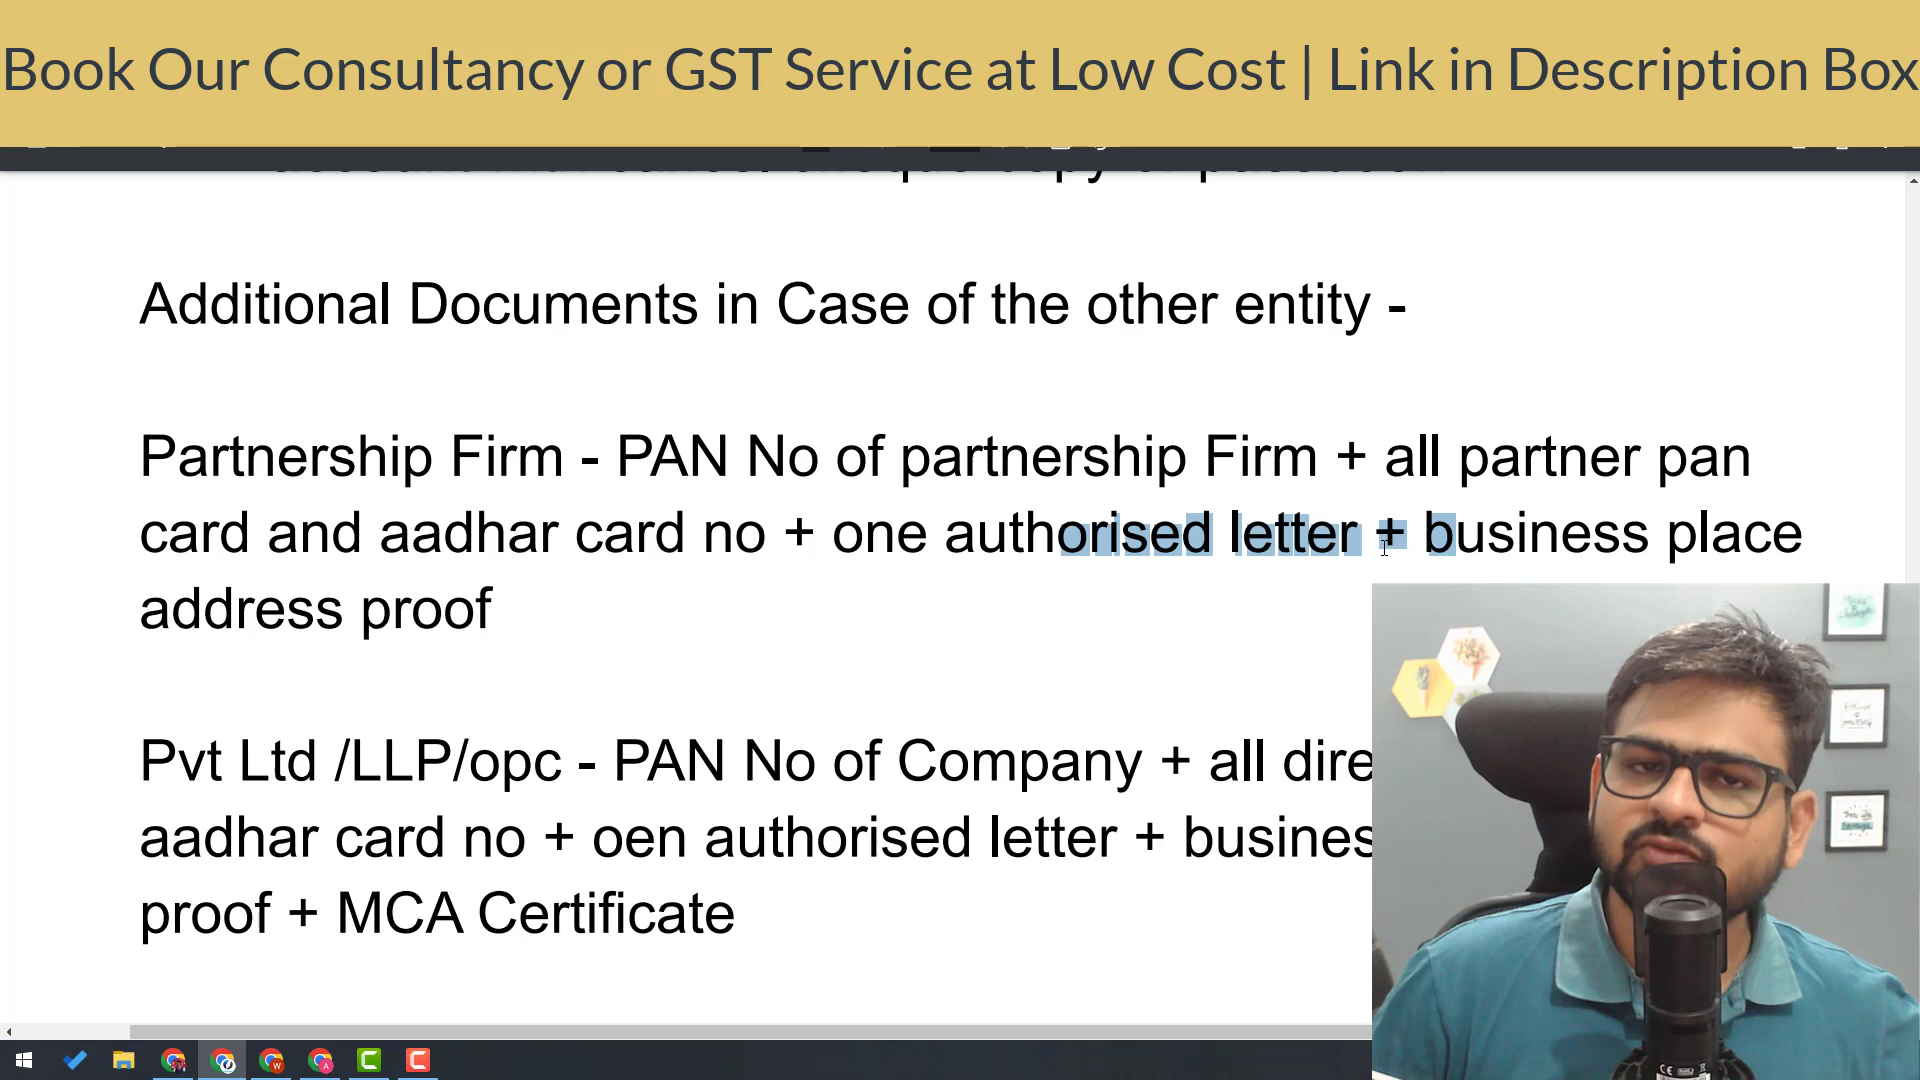 Book Our Consultancy or GST Service at Low Cost | Link in Description Box
Additional Documents in Case of the other entity -
Partnership Firm - PAN No of partnership Firm + all partner pan
card and aadhar card no + one authorised letter + business place
address proof
Pvt Ltd /LLP/opc - PAN No of Company + all dire
aadhar card no + oen authorised letter + busines
proof + MCA Certificate